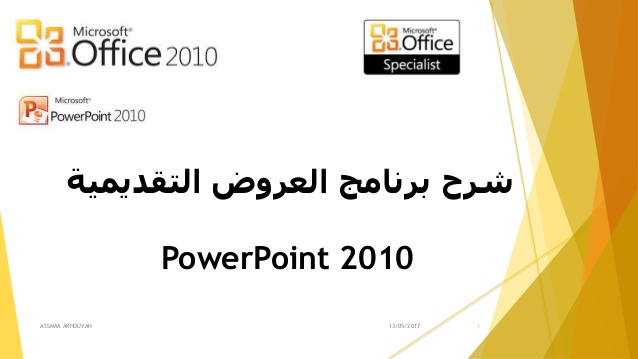 Microsoft®
Office 2010
Microsoft®
Office
Specialist
Microsoft®
PowerPoint 2010
شرح برنامج العروض التقديمية
PowerPoint 2010
ASSMAA AKHOUYAH 13/05/2017 1